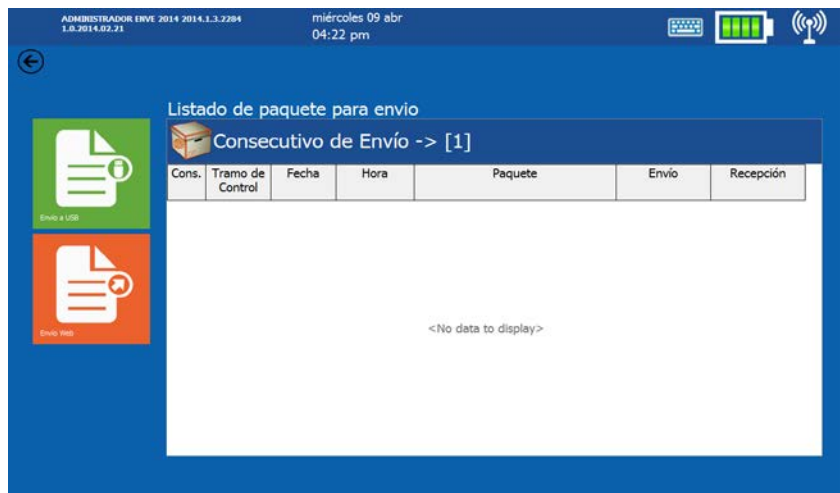 ADMINISTRADOR ENVE 2014 2014.1.3.2284
1.0.2014.02.21
miércoles 09 abr
04:22 pm
Listado de paquete para envio
Consecutivo de Envío -> [1]
Cons. Tramo de Control Fecha Hora Paquete Envío Recepción
Envio a USB
Envio Web
<No data to display>